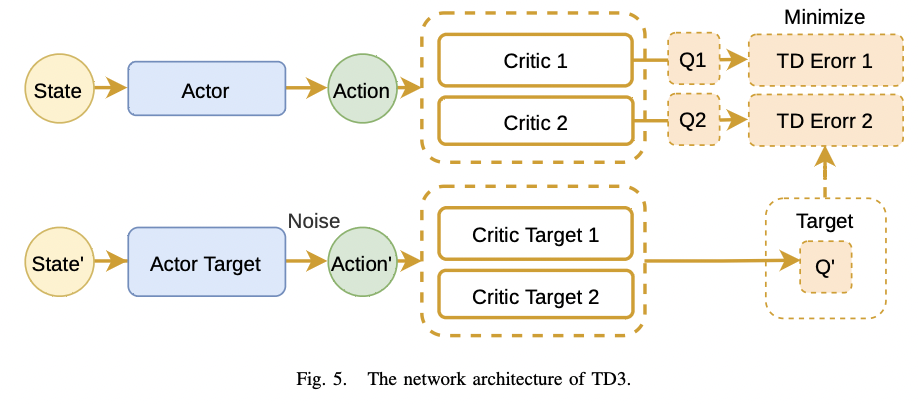 Minimize
State
Actor
Action
Critic 1
Critic 2
Q1
Q2
TD Erorr 1
TD Erorr 2
State'
Actor Target
Noise
Action'
Critic Target 1
Critic Target 2
Target
Q'
Fig. 5. The network architecture of TD3.